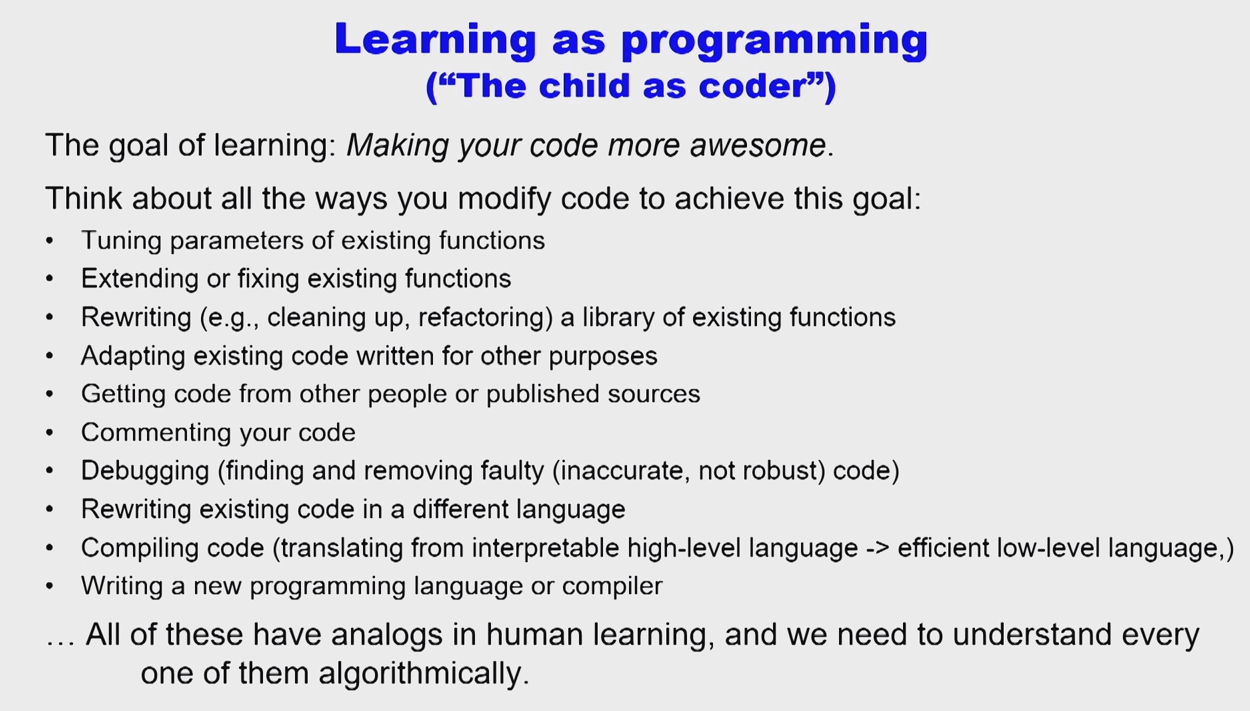 Learning as programming
(“The child as coder”)
The goal of learning: Making your code more awesome.
Think about all the ways you modify code to achieve this goal:
• Tuning parameters of existing functions
• Extending or fixing existing functions
• Rewriting (e.g., cleaning up, refactoring) a library of existing functions
• Adapting existing code written for other purposes
• Getting code from other people or published sources
• Commenting your code
• Debugging (finding and removing faulty (inaccurate, not robust) code)
• Rewriting existing code in a different language
• Compiling code (translating from interpretable high-level language -> efficient low-level language,)
• Writing a new programming language or compiler
… All of these have analogs in human learning, and we need to understand every
one of them algorithmically.